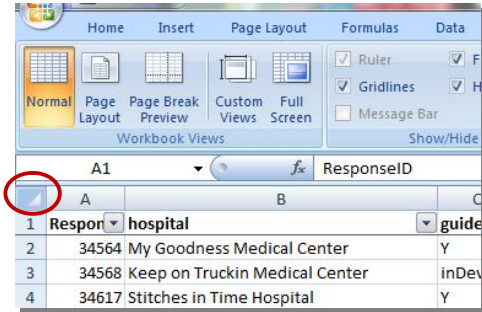 Home Insert Page Layout Formulas Data
Ruler F
Normal Page Layout Page Break Preview Custom Views Full Screen Gridlines H
Message Bar
Workbook Views Show/Hide
A1 fx ResponseID
A B C
1 Respon hospital guide
2 34564 My Goodness Medical Center Y
3 34568 Keep on Truckin Medical Center inDev
4 34617 Stitches in Time Hospital Y